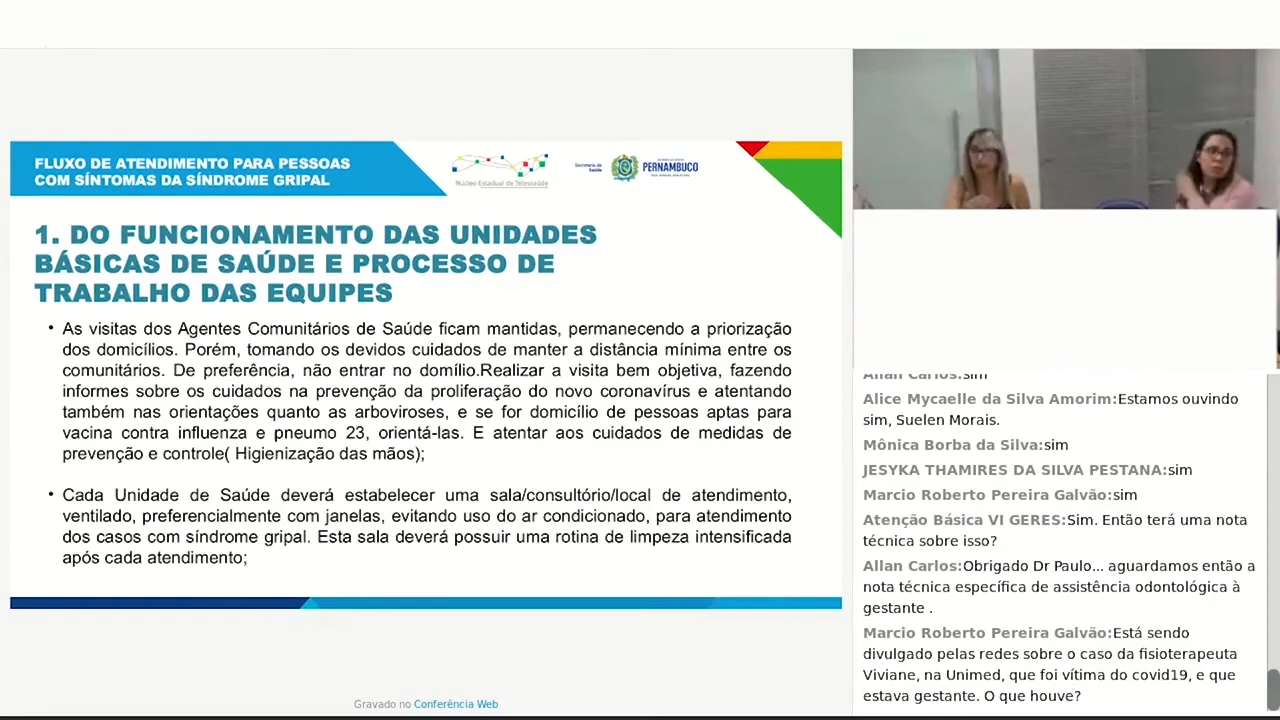 FLUXO DE ATENDIMENTO PARA PESSOAS
COM SÍNTOMAS DA SÍNDROME GRIPAL
Núcleo Estadual de Telessaúde
Secretaria de
Saúde
PERNAMBUCO
1. DO FUNCIONAMENTO DAS UNIDADES
BÁSICAS DE SAÚDE E PROCESSO DE
TRABALHO DAS EQUIPES
• As visitas dos Agentes Comunitários de Saúde ficam mantidas, permanecendo a priorização
dos domicílios. Porém, tomando os devidos cuidados de manter a distância mínima entre os
comunitários. De preferência, não entrar no domílio.Realizar a visita bem objetiva, fazendo
informes sobre os cuidados na prevenção da proliferação do novo coronavírus e atentando
também nas orientações quanto as arboviroses, e se for domicílio de pessoas aptas para
vacina contra influenza e pneumo 23, orientá-las. E atentar aos cuidados de medidas de
prevenção e controle( Higienização das mãos);
• Cada Unidade de Saúde deverá estabelecer uma sala/consultório/local de atendimento,
ventilado, preferencialmente com janelas, evitando uso do ar condicionado, para atendimento
dos casos com síndrome gripal. Esta sala deverá possuir uma rotina de limpeza intensificada
após cada atendimento;
Gravado no Conferência Web
Allan Carlos:sim
Alice Mycaelle da Silva Amorim:Estamos ouvindo
sim, Suelen Morais.
Mônica Borba da Silva:sim
JESYKA THAMIRES DA SILVA PESTANA:sim
Marcio Roberto Pereira Galvão:sim
Atenção Básica VI GERES:Sim. Então terá uma nota
técnica sobre isso?
Allan Carlos:Obrigado Dr Paulo... aguardamos então a
nota técnica específica de assistência odontológica à
gestante .
Marcio Roberto Pereira Galvão:Está sendo
divulgado pelas redes sobre o caso da fisioterapeuta
Viviane, na Unimed, que foi vítima do covid19, e que
estava gestante. O que houve?